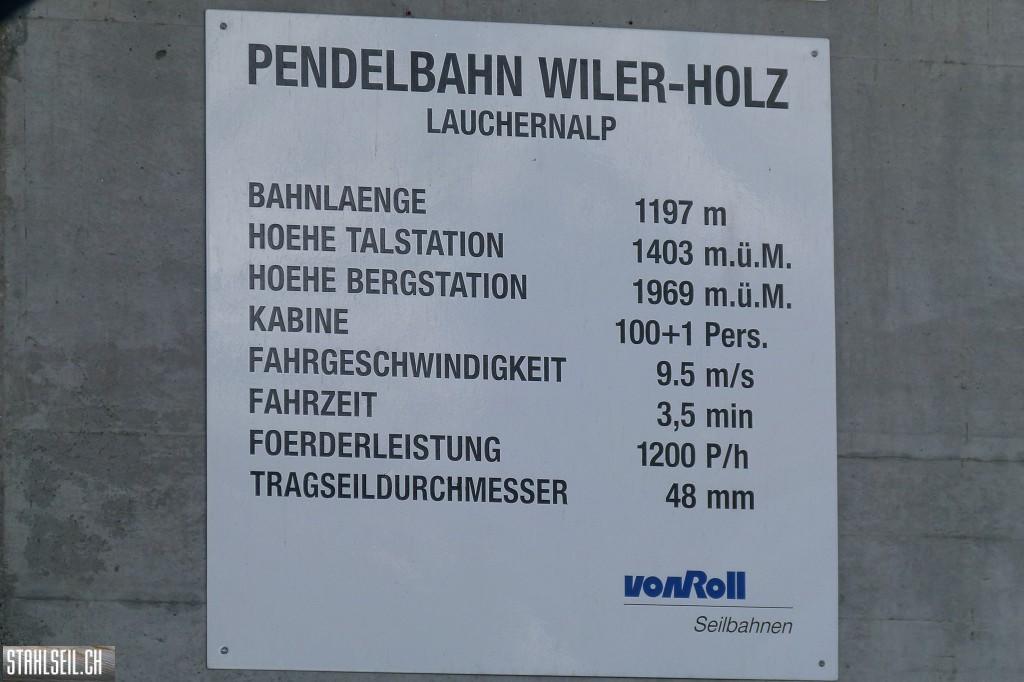 PENDELBAHN WILER-HOLZ
LAUCHERNALP
BAHNLAENGE 1197 m
HOEHE TALSTATION 1403 m.ü.M.
HOEHE BERGSTATION 1969 m.ü.M.
KABINE 100+1 Pers.
FAHRGESCHWINDIGKEIT 9.5 m/s
FAHRZEIT 3,5 min
FOERDERLEISTUNG 1200 P/h
TRAGSEILDURCHMESSER 48 mm
vonRoll
Seilbahnen
STAHLSEIL.CH